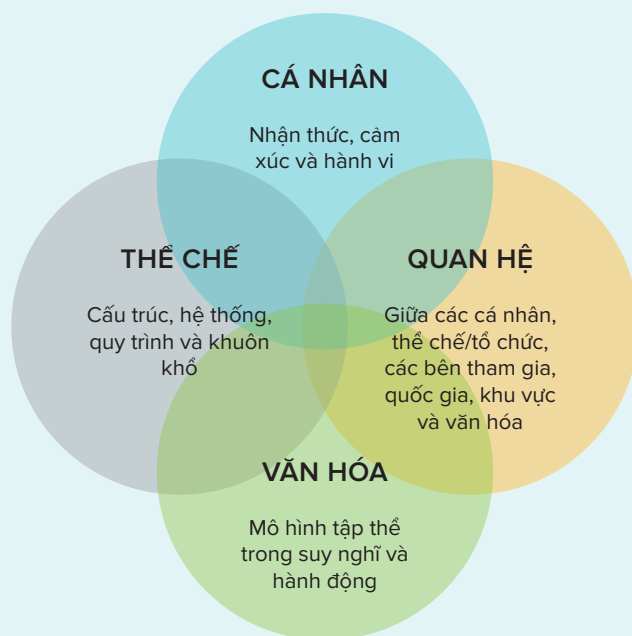 CÁ NHÂN
Nhận thức, cảm
xúc và hành vi
THỂ CHẾ
Cấu trúc, hệ thống,
quy trình và khuôn
khổ
QUAN HỆ
Giữa các cá nhân,
thể chế/tổ chức,
các bên tham gia,
quốc gia, khu vực
và văn hóa
VĂN HÓA
Mô hình tập thể
trong suy nghĩ và
hành động